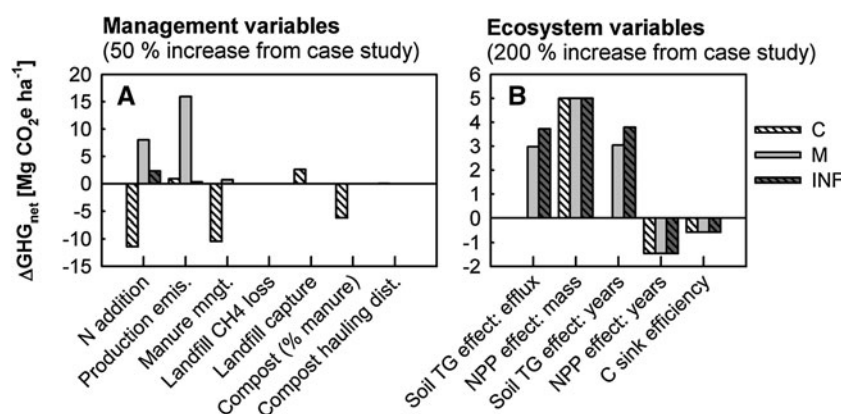 Management variables
(50 % increase from case study)
Ecosystem variables
(200 % increase from case study)
ΔGHGnet [Mg CO2e ha-1]
A
20
15
10
5
0
-5
-10
-15
N addition
Production emis.
Manure mngt.
Landfill CH4 loss
Landfill capture
Compost (% manure)
Compost hauling dist.
B
6
5
4
3
2
1
0
-1
-2
Soil TG effect: efflux
NPP effect: mass
Soil TG effect: years
NPP effect: years
C sink efficiency
C
M
INF